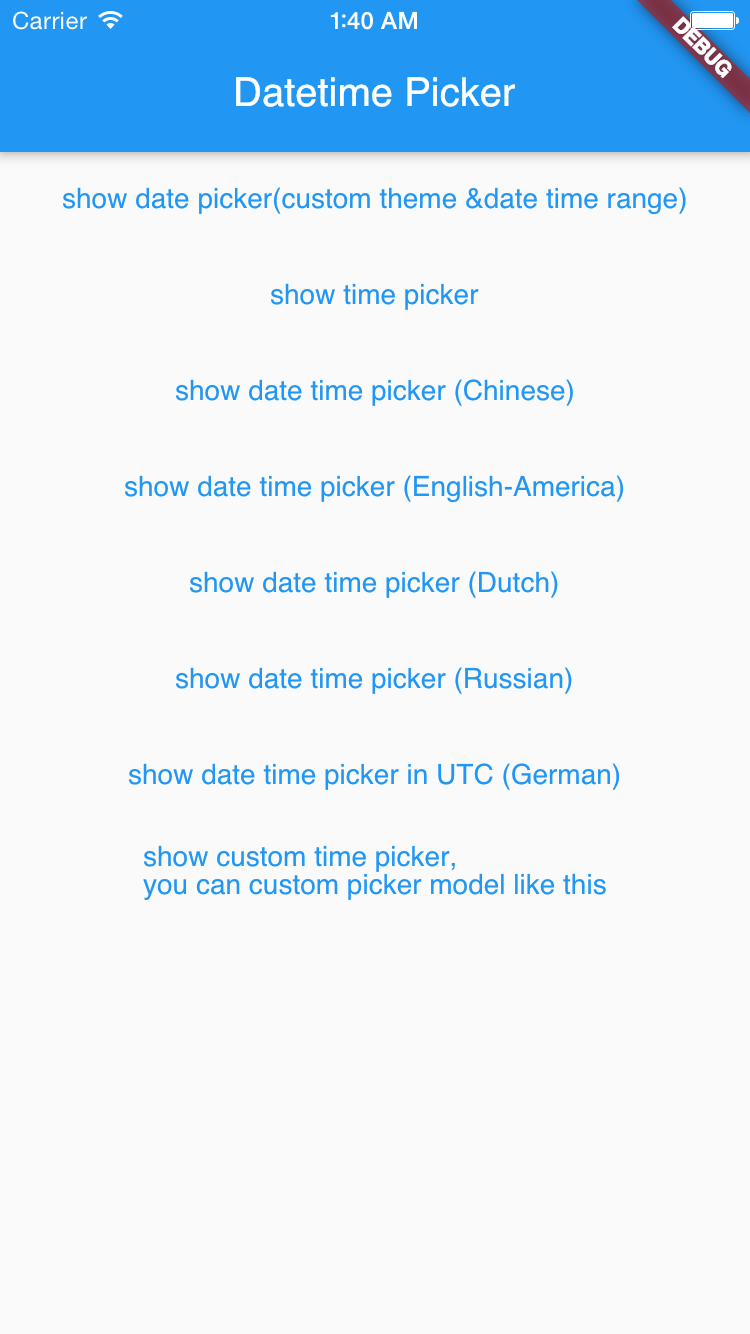 Carrier 1:40 AM
DEBUG
Datetime Picker
show date picker(custom theme &date time range)
show time picker
show date time picker (Chinese)
show date time picker (English-America)
show date time picker (Dutch)
show date time picker (Russian)
show date time picker in UTC (German)
show custom time picker,
you can custom picker model like this